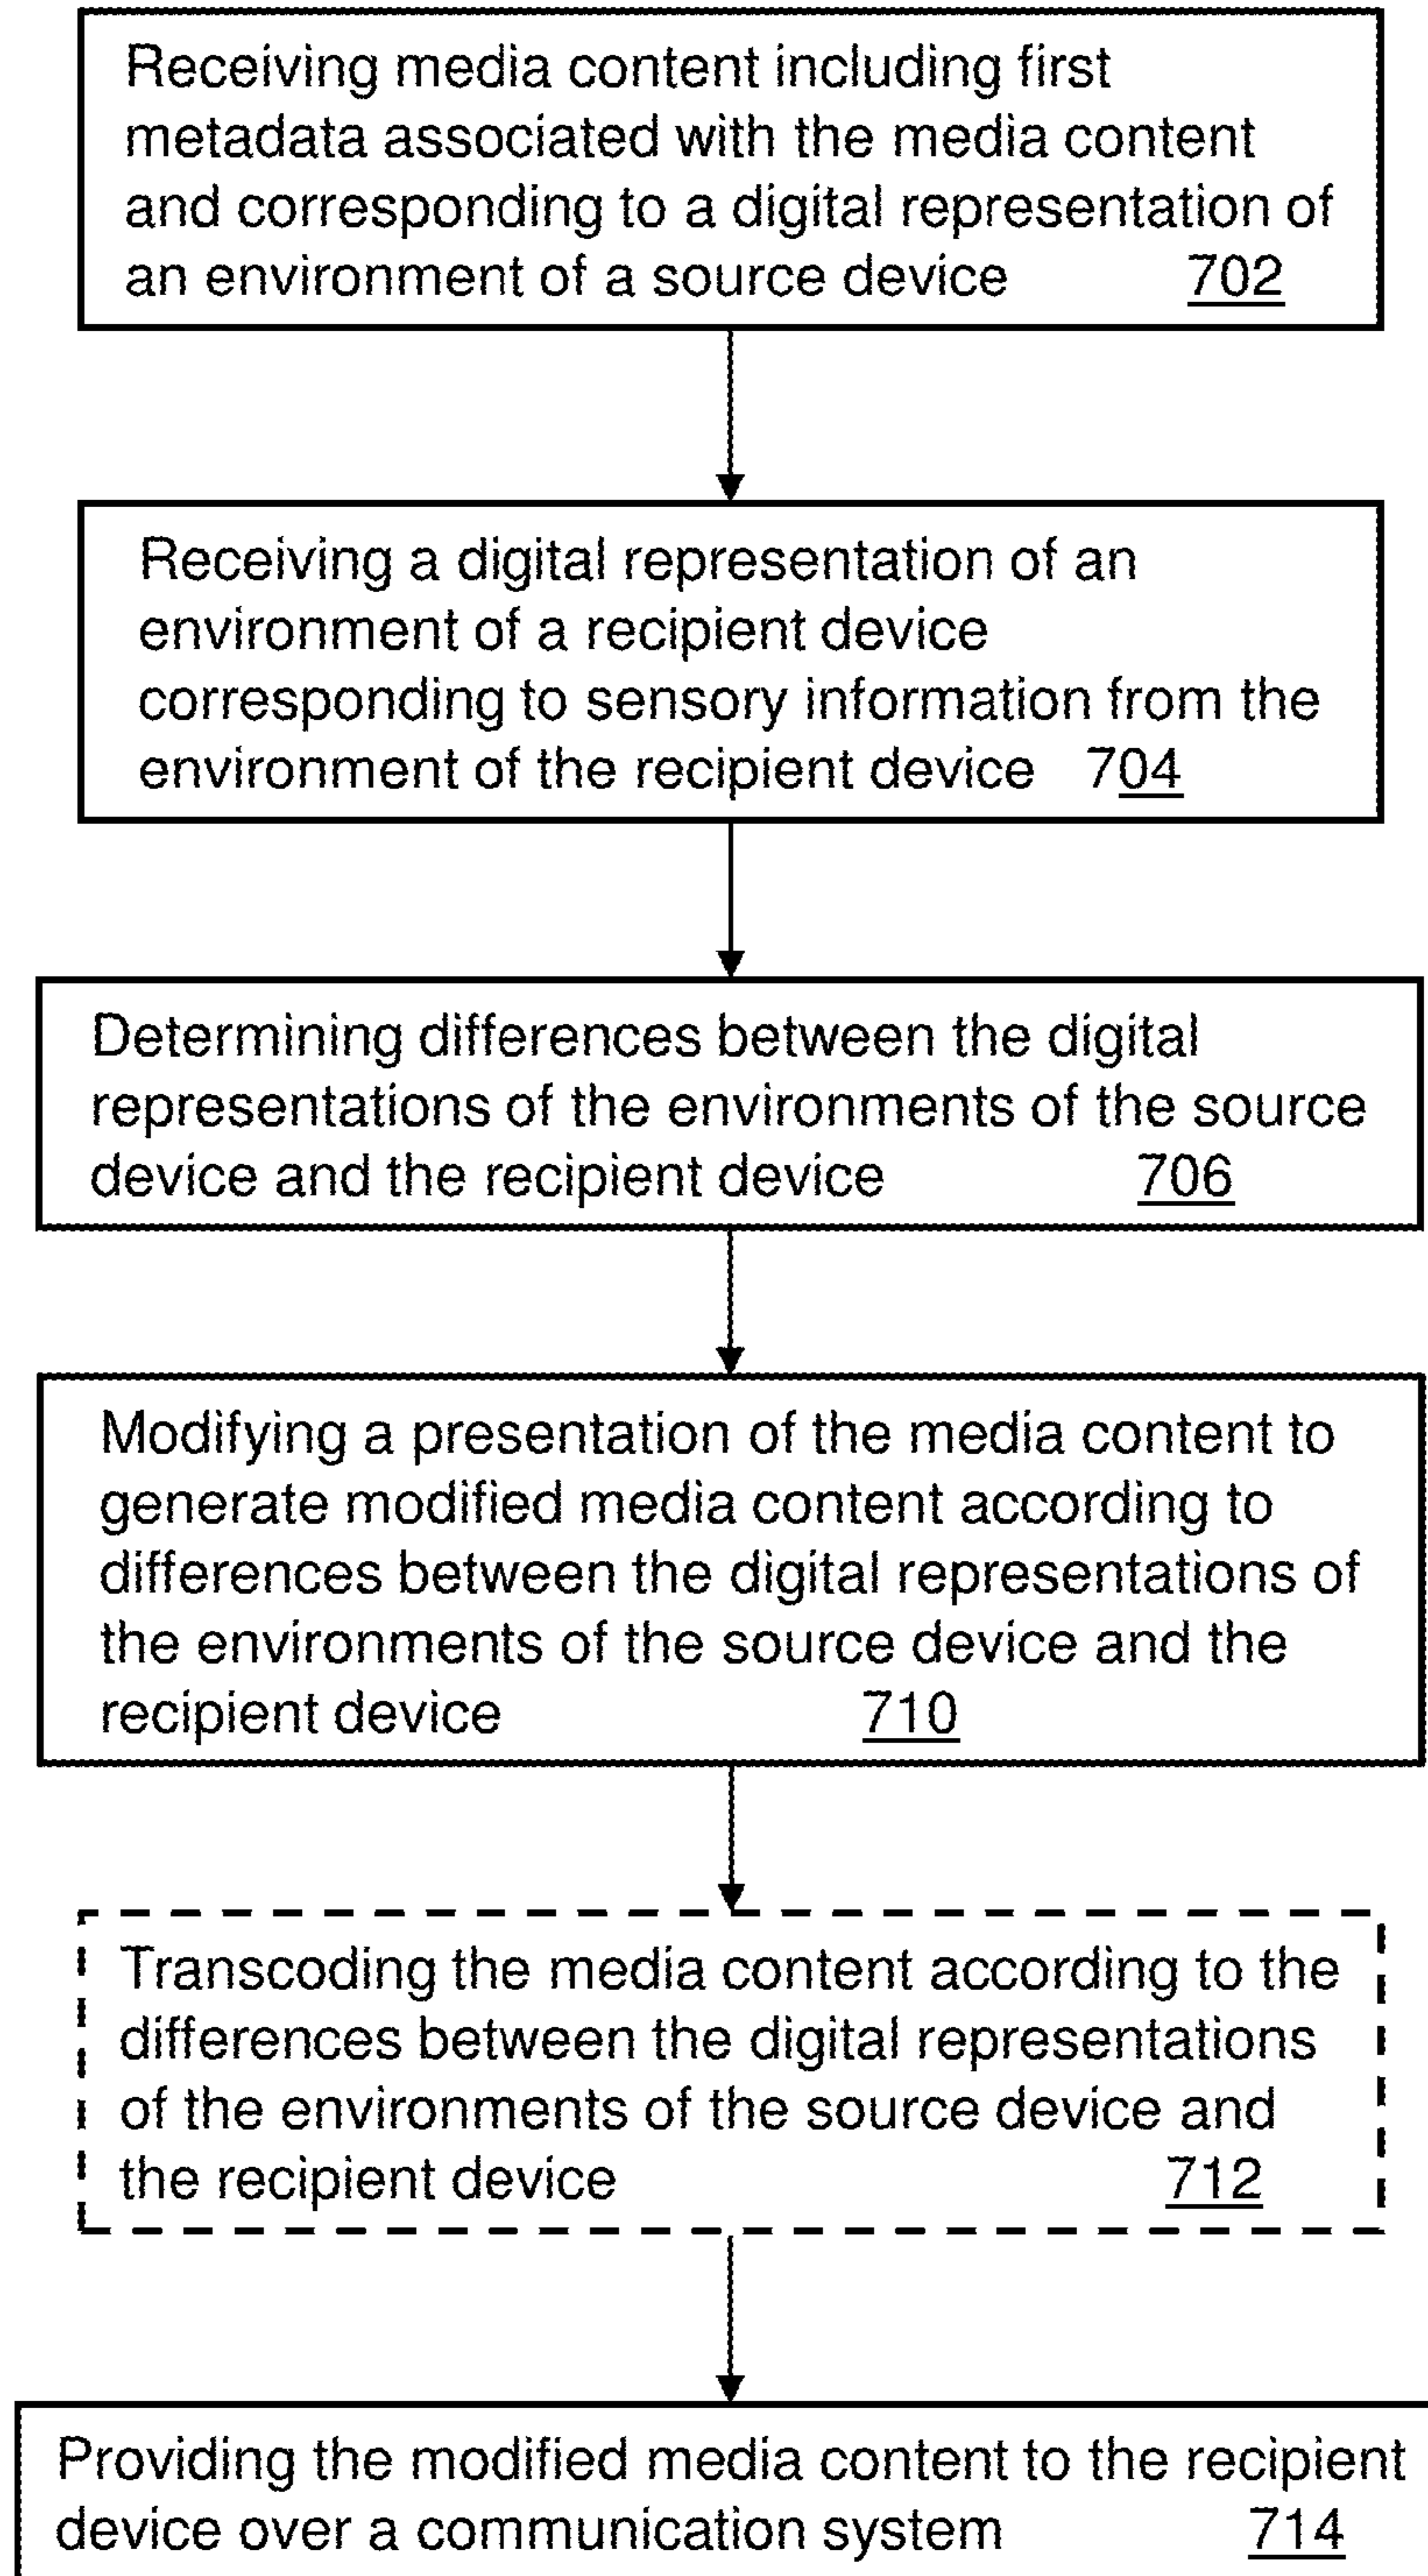 Receiving media content including first
metadata associated with the media content
and corresponding to a digital representation of
an environment of a source device 702
Receiving a digital representation of an
environment of a recipient device
corresponding to sensory information from the
environment of the recipient device 704
Determining differences between the digital
representations of the environments of the source
device and the recipient device 706
Modifying a presentation of the media content to
generate modified media content according to
differences between the digital representations of
the environments of the source device and the
recipient device 710
Transcoding the media content according to the
differences between the digital representations
of the environments of the source device and
the recipient device 712
Providing the modified media content to the recipient
device over a communication system 714